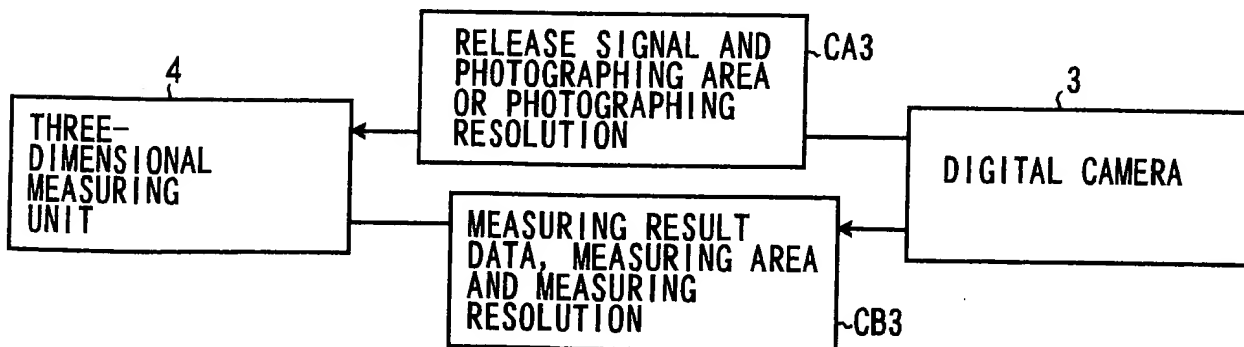 4
THREE-
DIMENSIONAL
MEASURING
UNIT
RELEASE SIGNAL AND
PHOTOGRAPHING AREA
OR PHOTOGRAPHING
RESOLUTION
CA3
3
DIGITAL CAMERA
MEASURING RESULT
DATA, MEASURING AREA
AND MEASURING
RESOLUTION
CB3